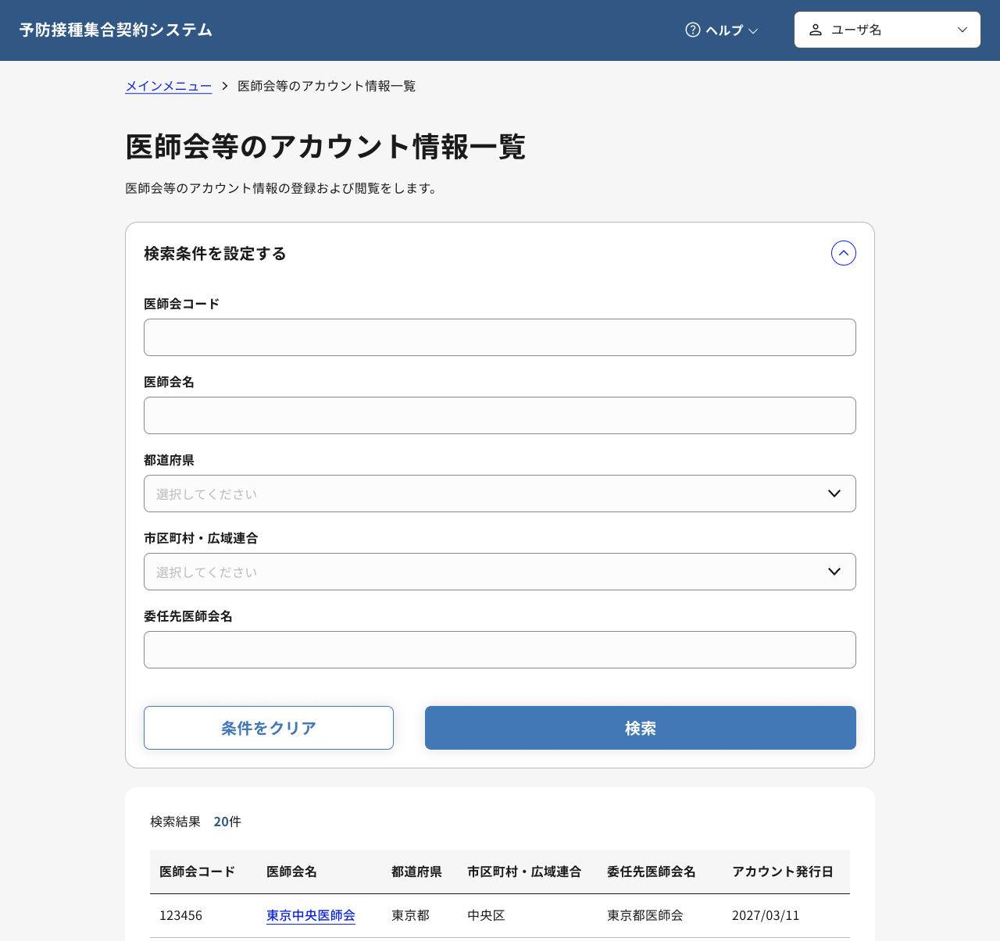 予防接種集合契約システム
ヘルプ
ユーザ名
メインメニュー > 医師会等のアカウント情報一覧
医師会等のアカウント情報一覧
医師会等のアカウント情報の登録および閲覧をします。
検索条件を設定する
医師会コード
医師会名
都道府県
選択してください
市区町村・広域連合
選択してください
委任先医師会名
条件をクリア
検索
検索結果 20件
医師会コード 医師会名 都道府県 市区町村・広域連合 委任先医師会名 アカウント発行日
123456 東京中央医師会 東京都 中央区 東京都医師会 2027/03/11